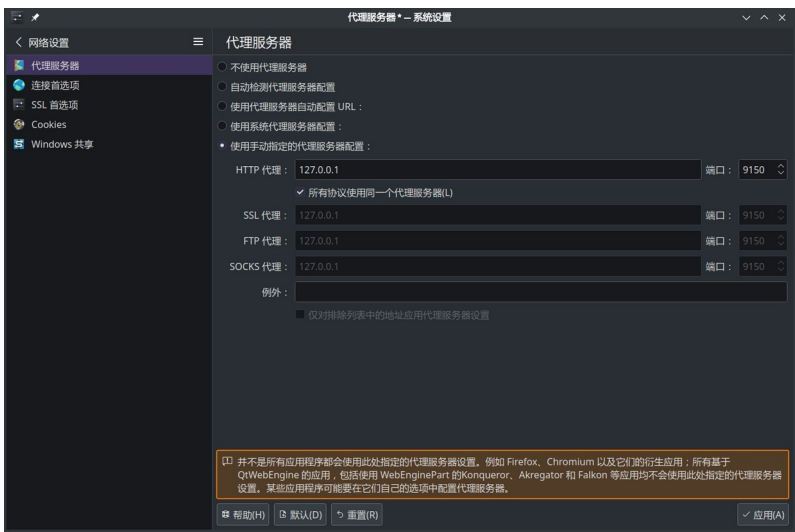 代理服务器 * — 系统设置
网络设置
代理服务器
代理服务器
连接首选项
SSL 首选项
Cookies
Windows 共享
不使用代理服务器
自动检测代理服务器配置
使用代理服务器自动配置 URL：
使用系统代理服务器配置：
使用手动指定的代理服务器配置：
HTTP 代理： 127.0.0.1 端口： 9150
所有协议使用同一个代理服务器(L)
SSL 代理： 127.0.0.1 端口： 9150
FTP 代理： 127.0.0.1 端口： 9150
SOCKS 代理： 127.0.0.1 端口： 9150
例外：
仅对排除列表中的地址应用代理服务器设置
并不是所有应用程序都会使用此处指定的代理服务器设置。例如 Firefox、Chromium 以及它们的衍生应用；所有基于
QtWebEngine 的应用，包括使用 WebEnginePart 的Konqueror、Akregator 和 Falkon 等应用均不会使用此处指定的代理服务器
设置。某些应用程序可能要在它们自己的选项中配置代理服务器。
帮助(H) 默认(D) 重置(R) 应用(A)